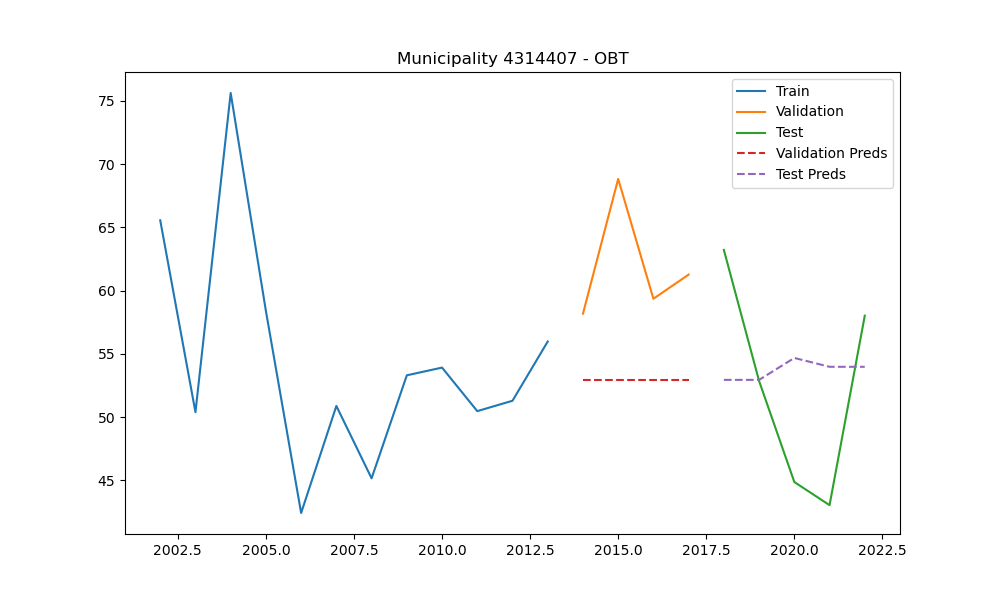 Municipality 4314407 - OBT
Train
Validation
Test
Validation Preds
Test Preds
75
70
65
60
55
50
45
2002.5 2005.0 2007.5 2010.0 2012.5 2015.0 2017.5 2020.0 2022.5